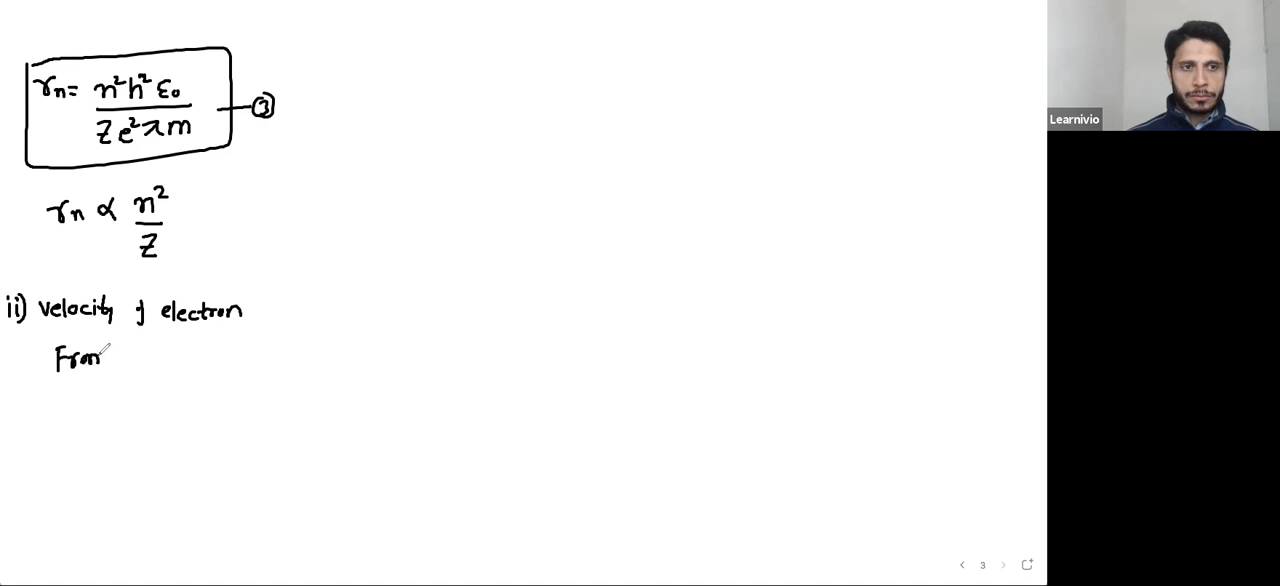 rn = n²h²ε₀ / Ze²πm — ③
rn ∝ n² / Z
ii) Velocity of electron
From
Learnivio
3